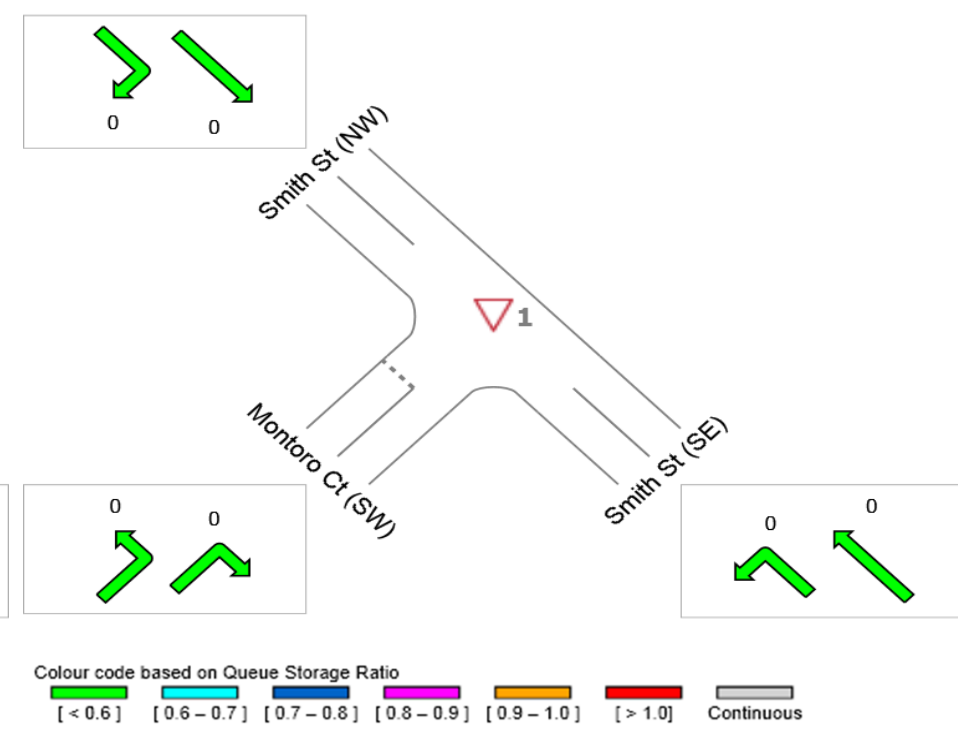 0
0
Smith St (NW)
1
Montoro Ct (SW)
Smith St (SE)
0
0
0
0
Colour code based on Queue Storage Ratio
[ < 0.6 ] [ 0.6 – 0.7 ] [ 0.7 – 0.8 ] [ 0.8 – 0.9 ] [ 0.9 – 1.0 ] [ > 1.0] Continuous